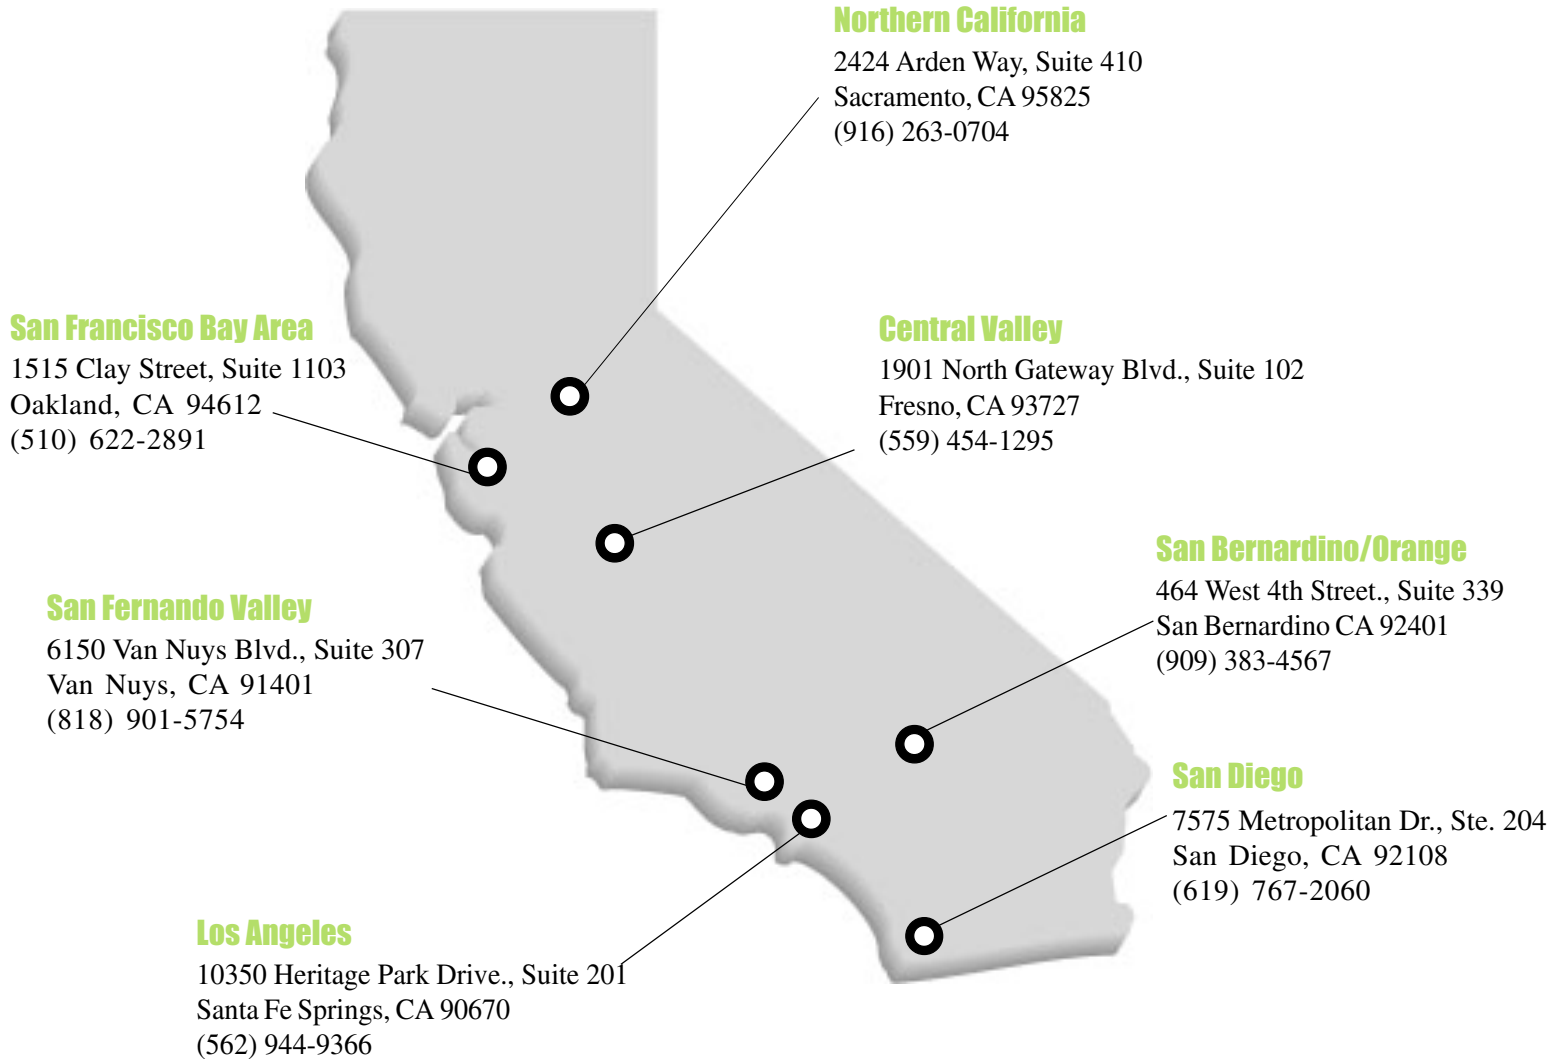 Northern California
2424 Arden Way, Suite 410
Sacramento, CA 95825
(916) 263-0704
San Francisco Bay Area
1515 Clay Street, Suite 1103
Oakland, CA 94612
(510) 622-2891
Central Valley
1901 North Gateway Blvd., Suite 102
Fresno, CA 93727
(559) 454-1295
San Bernardino/Orange
464 West 4th Street., Suite 339
San Bernardino CA 92401
(909) 383-4567
San Fernando Valley
6150 Van Nuys Blvd., Suite 307
Van Nuys, CA 91401
(818) 901-5754
San Diego
7575 Metropolitan Dr., Ste. 204
San Diego, CA 92108
(619) 767-2060
Los Angeles
10350 Heritage Park Drive., Suite 201
Santa Fe Springs, CA 90670
(562) 944-9366